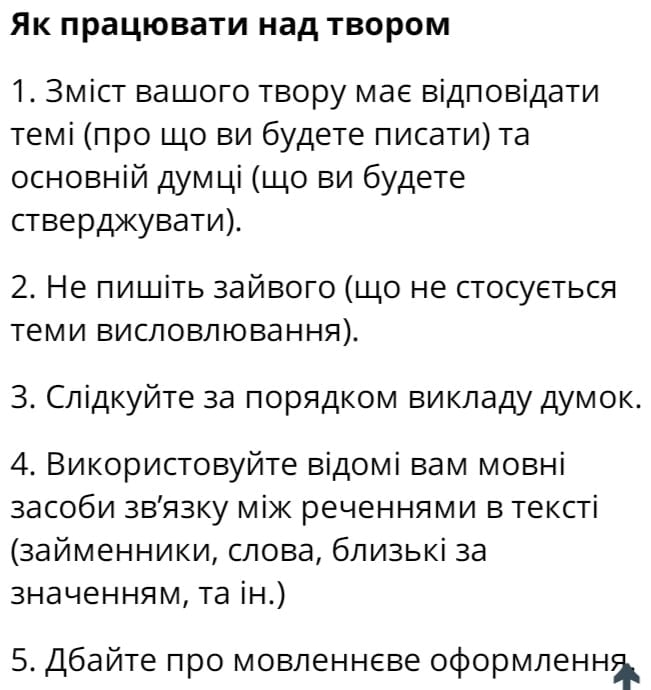 Як працювати над твором
1. Зміст вашого твору має відповідати
темі (про що ви будете писати) та
основній думці (що ви будете
стверджувати).
2. Не пишіть зайвого (що не стосується
теми висловлювання).
3. Слідкуйте за порядком викладу думок.
4. Використовуйте відомі вам мовні
засоби зв’язку між реченнями в тексті
(займенники, слова, близькі за
значенням, та ін.)
5. Дбайте про мовленнєве оформлення.